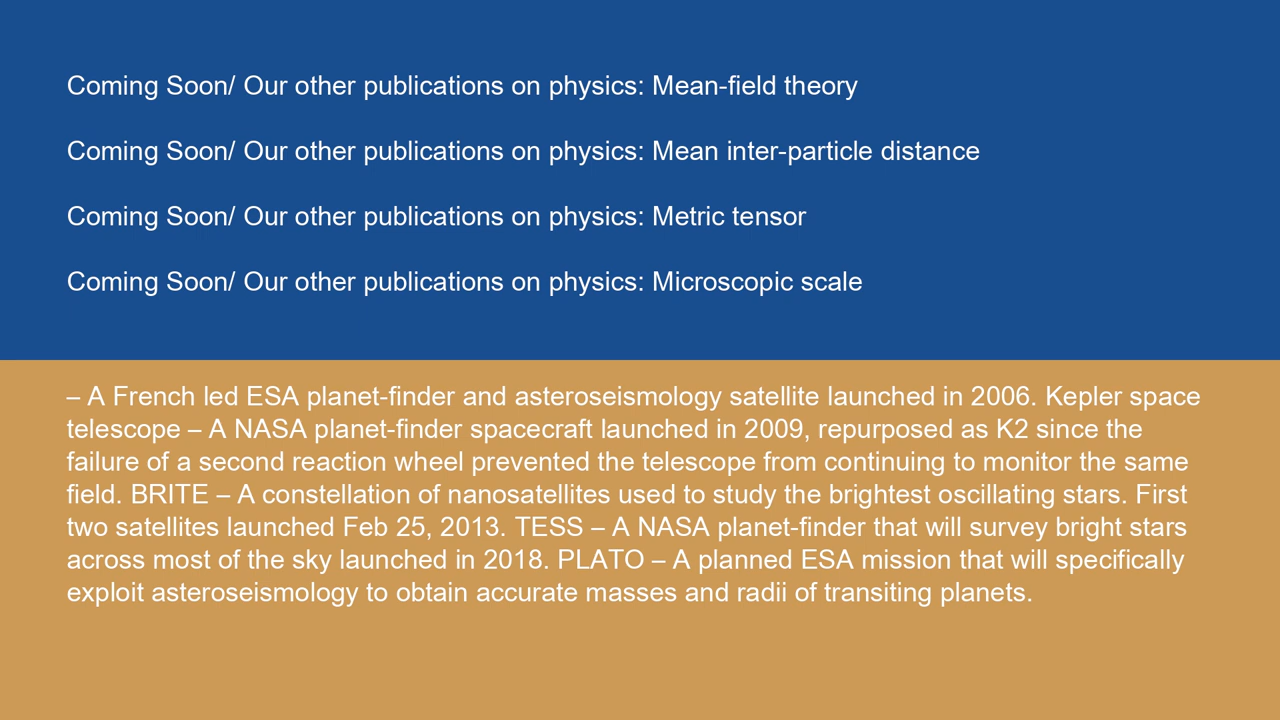 Coming Soon/ Our other publications on physics: Mean-field theory
Coming Soon/ Our other publications on physics: Mean inter-particle distance
Coming Soon/ Our other publications on physics: Metric tensor
Coming Soon/ Our other publications on physics: Microscopic scale
– A French led ESA planet-finder and asteroseismology satellite launched in 2006. Kepler space
telescope – A NASA planet-finder spacecraft launched in 2009, repurposed as K2 since the
failure of a second reaction wheel prevented the telescope from continuing to monitor the same
field. BRITE – A constellation of nanosatellites used to study the brightest oscillating stars. First
two satellites launched Feb 25, 2013. TESS – A NASA planet-finder that will survey bright stars
across most of the sky launched in 2018. PLATO – A planned ESA mission that will specifically
exploit asteroseismology to obtain accurate masses and radii of transiting planets.